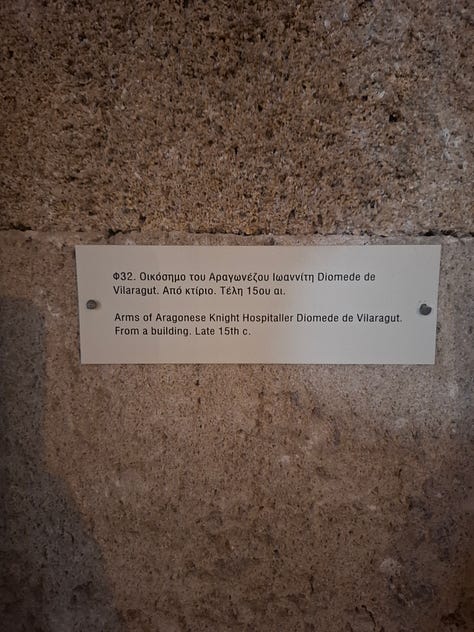 Φ32. Οικόσημο του Αραγωνέζου Ιωαννίτη Diomede de
Vilaragut. Από κτίριο. Τέλη 15ου αι.
Arms of Aragonese Knight Hospitaller Diomede de Vilaragut.
From a building. Late 15th c.